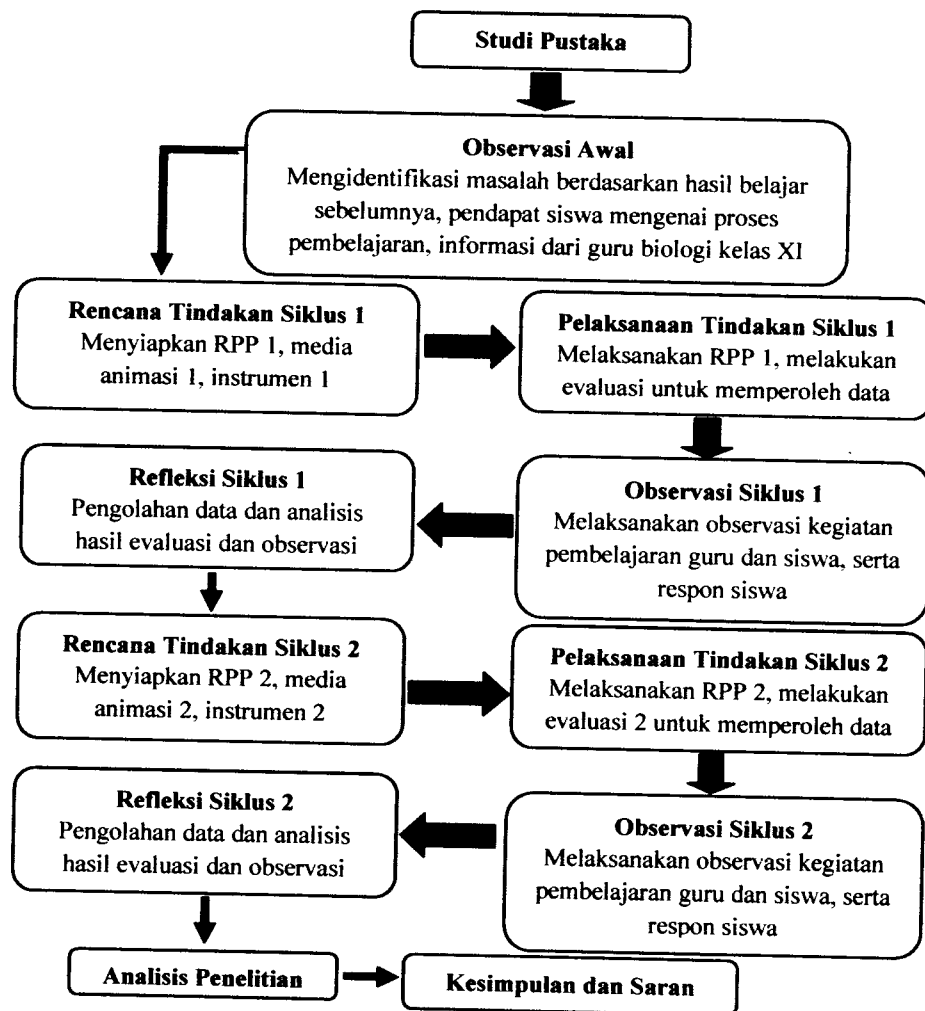 Studi Pustaka
Observasi Awal
Mengidentifikasi masalah berdasarkan hasil belajar
sebelumnya, pendapat siswa mengenai proses
pembelajaran, informasi dari guru biologi kelas XI
Rencana Tindakan Siklus 1
Menyiapkan RPP 1, media
animasi 1, instrumen 1
Pelaksanaan Tindakan Siklus 1
Melaksanakan RPP 1, melakukan
evaluasi untuk memperoleh data
Observasi Siklus 1
Melaksanakan observasi kegiatan
pembelajaran guru dan siswa, serta
respon siswa
Refleksi Siklus 1
Pengolahan data dan analisis
hasil evaluasi dan observasi
Rencana Tindakan Siklus 2
Menyiapkan RPP 2, media
animasi 2, instrumen 2
Pelaksanaan Tindakan Siklus 2
Melaksanakan RPP 2, melakukan
evaluasi 2 untuk memperoleh data
Observasi Siklus 2
Melaksanakan observasi kegiatan
pembelajaran guru dan siswa, serta
respon siswa
Refleksi Siklus 2
Pengolahan data dan analisis
hasil evaluasi dan observasi
Analisis Penelitian
Kesimpulan dan Saran